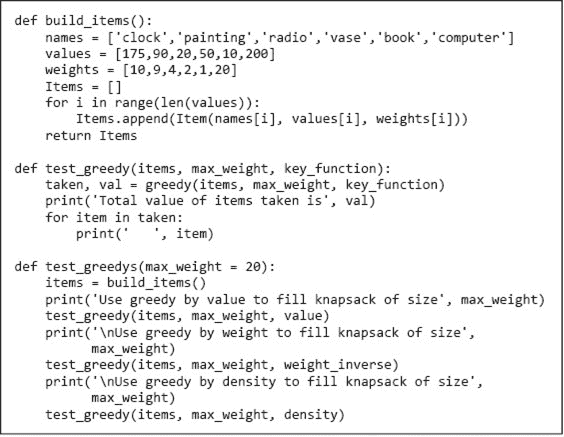 def build_items():
    names = ['clock','painting','radio','vase','book','computer']
    values = [175,90,20,50,10,200]
    weights = [10,9,4,2,1,20]
    Items = []
    for i in range(len(values)):
        Items.append(Item(names[i], values[i], weights[i]))
    return Items

def test_greedy(items, max_weight, key_function):
    taken, val = greedy(items, max_weight, key_function)
    print('Total value of items taken is', val)
    for item in taken:
        print('   ', item)

def test_greedys(max_weight = 20):
    items = build_items()
    print('Use greedy by value to fill knapsack of size', max_weight)
    test_greedy(items, max_weight, value)
    print('\nUse greedy by weight to fill knapsack of size',
          max_weight)
    test_greedy(items, max_weight, weight_inverse)
    print('\nUse greedy by density to fill knapsack of size',
          max_weight)
    test_greedy(items, max_weight, density)